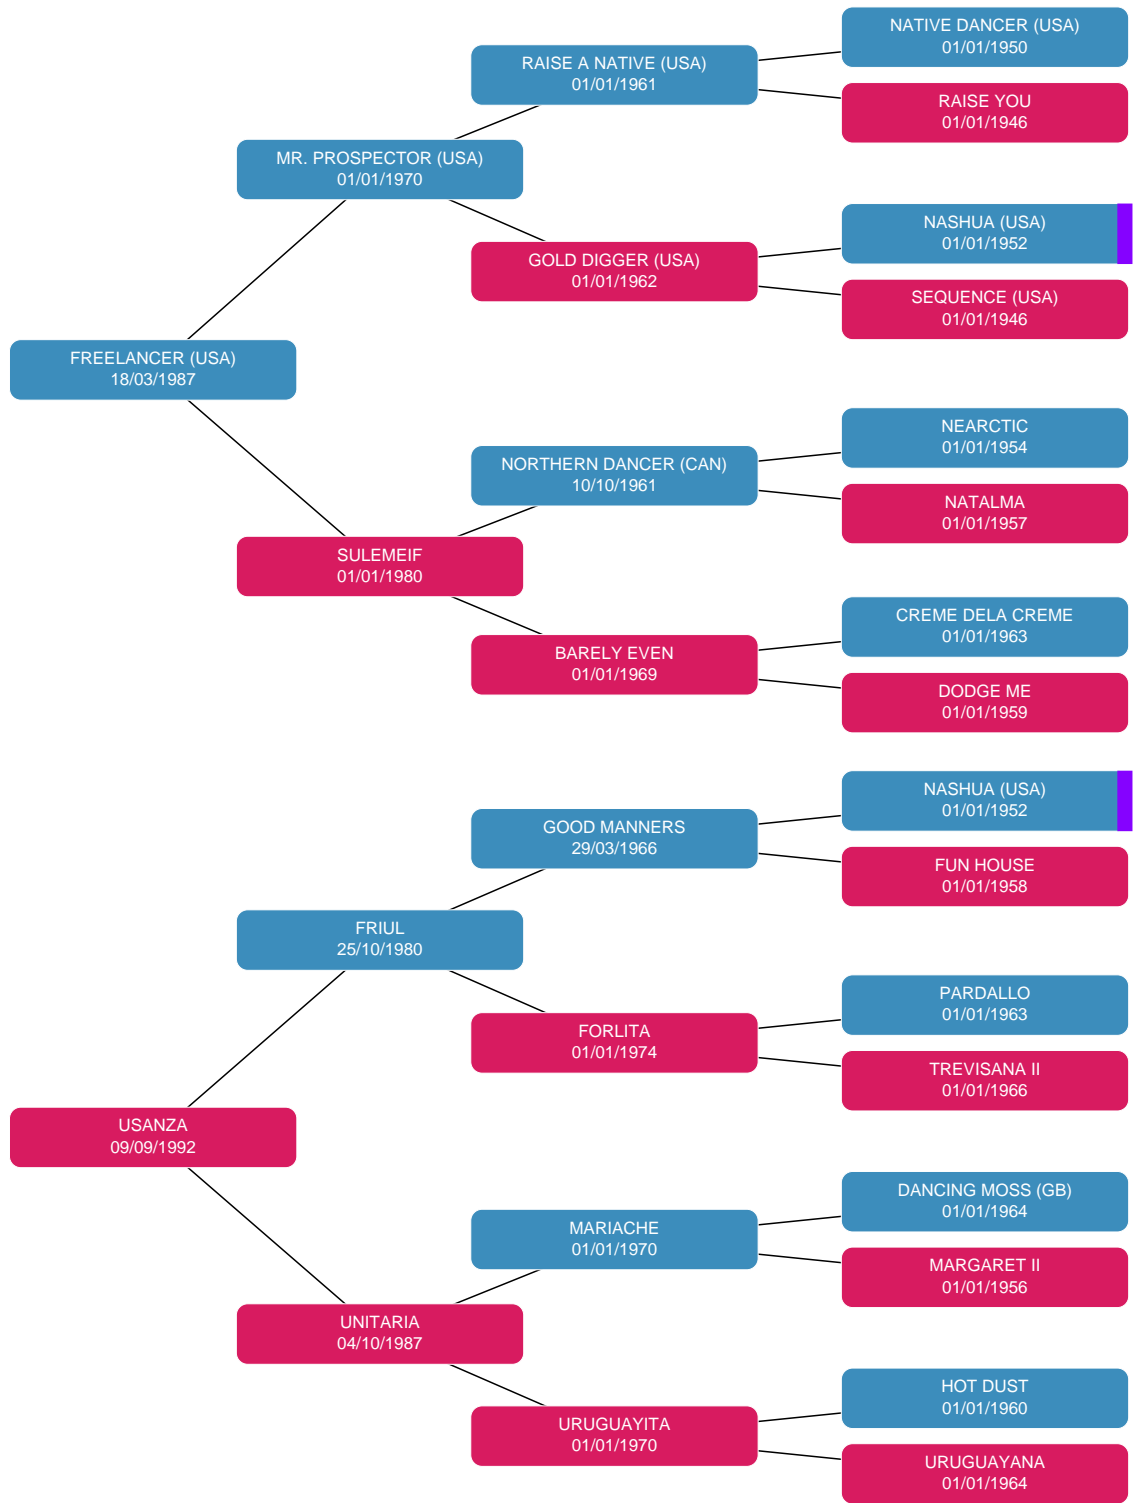 NATIVE DANCER (USA)
01/01/1950
RAISE A NATIVE (USA)
01/01/1961
RAISE YOU
01/01/1946
MR. PROSPECTOR (USA)
01/01/1970
NASHUA (USA)
01/01/1952
GOLD DIGGER (USA)
01/01/1962
SEQUENCE (USA)
01/01/1946
FREELANCER (USA)
18/03/1987
NEARCTIC
01/01/1954
NORTHERN DANCER (CAN)
10/10/1961
NATALMA
01/01/1957
SULEMEIF
01/01/1980
CREME DELA CREME
01/01/1963
BARELY EVEN
01/01/1969
DODGE ME
01/01/1959
NASHUA (USA)
01/01/1952
GOOD MANNERS
29/03/1966
FUN HOUSE
01/01/1958
FRIUL
25/10/1980
PARDALLO
01/01/1963
FORLITA
01/01/1974
TREVISANA II
01/01/1966
USANZA
09/09/1992
DANCING MOSS (GB)
01/01/1964
MARIACHE
01/01/1970
MARGARET II
01/01/1956
UNITARIA
04/10/1987
HOT DUST
01/01/1960
URUGUAYITA
01/01/1970
URUGUAYANA
01/01/1964